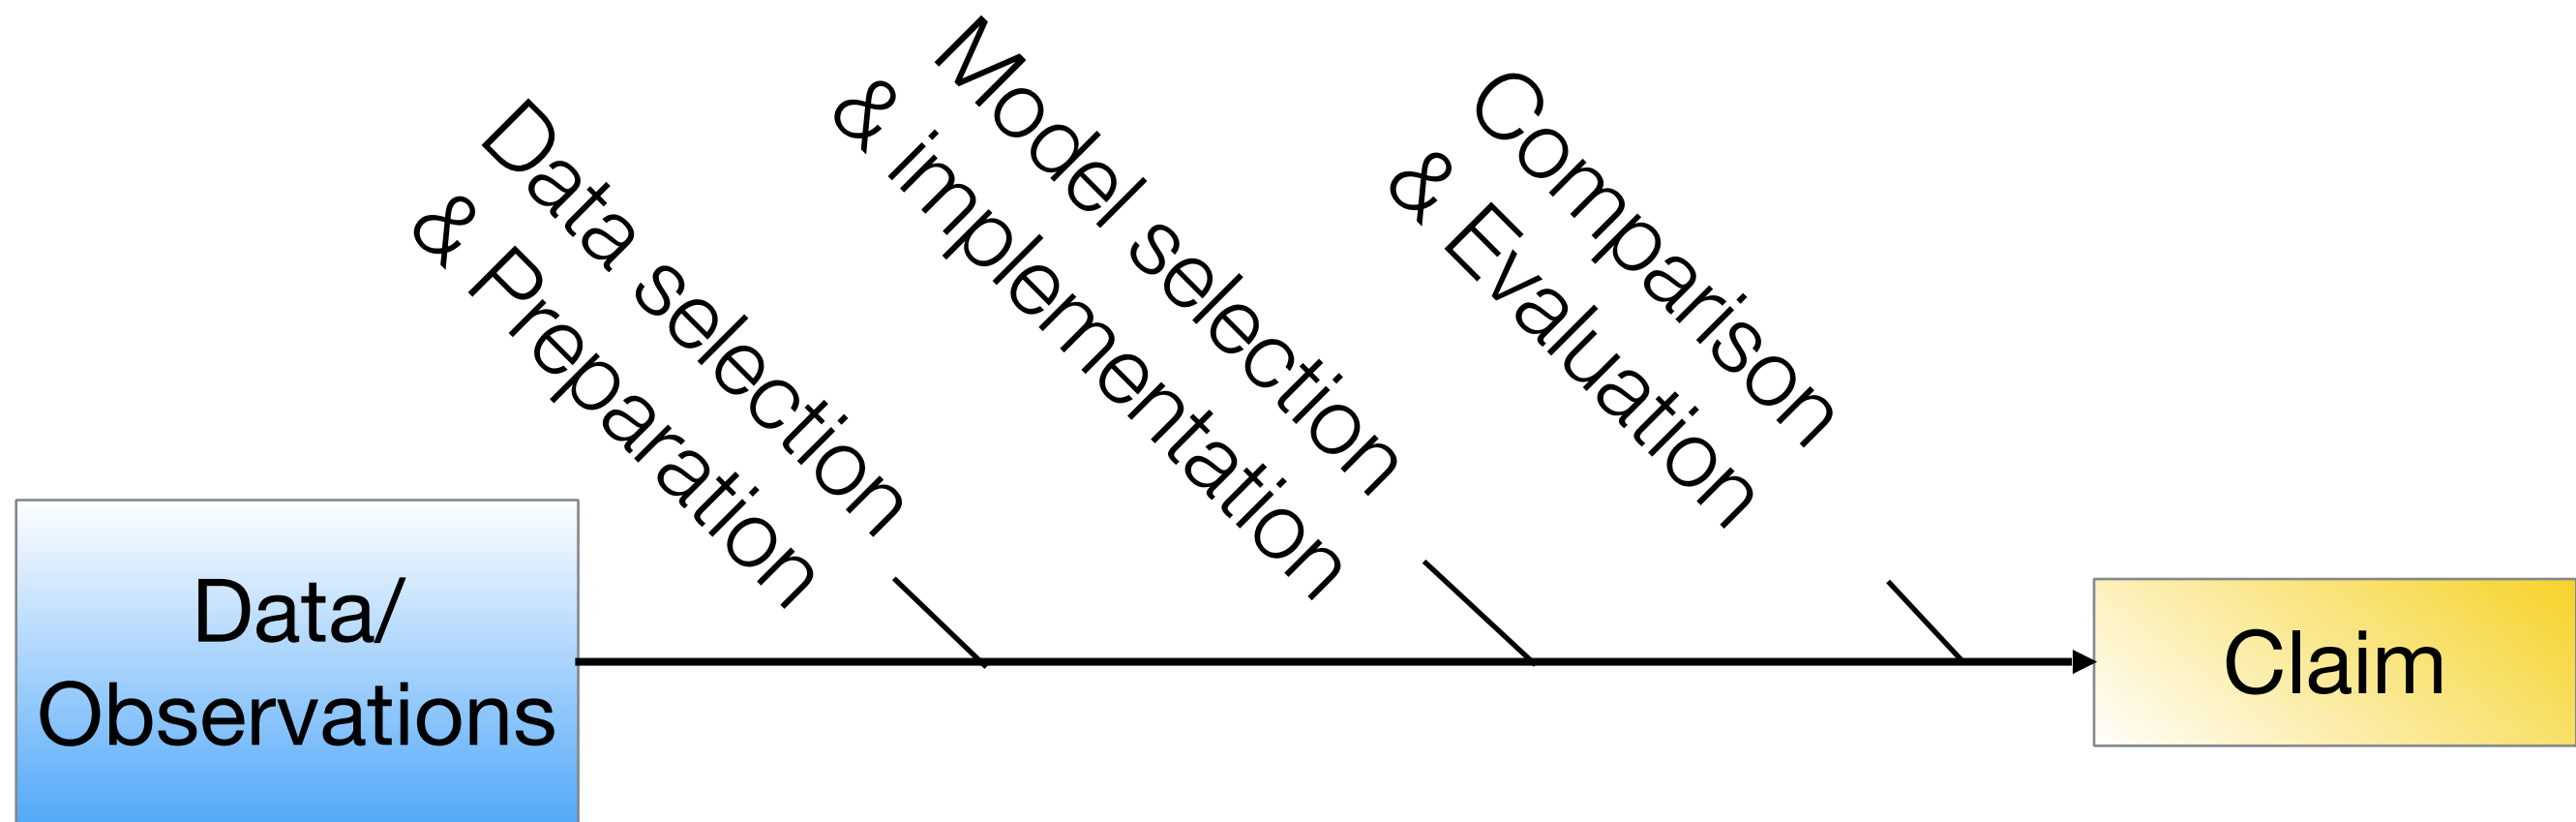 Data/
Observations
Data selection
& Preparation
Model selection
& implementation
Comparison
& Evaluation
Claim